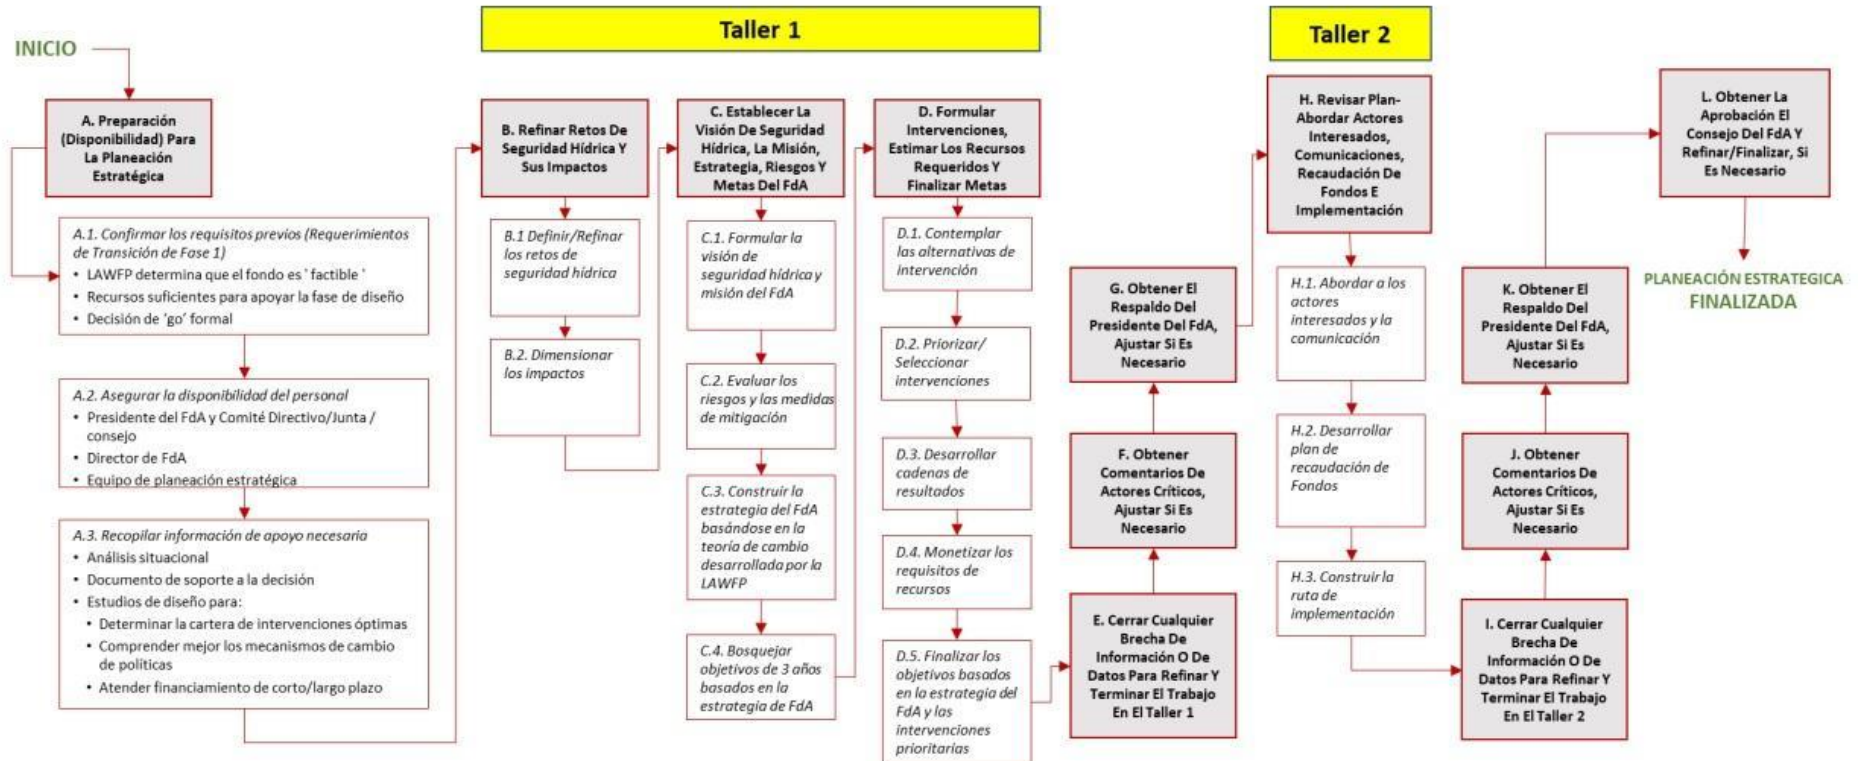 INICIO
A. Preparación
(Disponibilidad) Para
La Planeación
Estratégica
A.1. Confirmar los requisitos previos (Requerimientos
de Transición de Fase 1)
• LAWFP determina que el fondo es ' factible '
• Recursos suficientes para apoyar la fase de diseño
• Decisión de 'go' formal
A.2. Asegurar la disponibilidad del personal
• Presidente del FdA y Comité Directivo/Junta /
consejo
• Director de FdA
• Equipo de planeación estratégica
A.3. Recopilar información de apoyo necesaria
• Análisis situacional
• Documento de soporte a la decisión
• Estudios de diseño para:
• Determinar la cartera de intervenciones óptimas
• Comprender mejor los mecanismos de cambio
de políticas
• Atender financiamiento de corto/largo plazo
Taller 1
B. Refinar Retos De
Seguridad Hídrica Y
Sus Impactos
B.1 Definir/Refinar
los retos de
seguridad hídrica
B.2. Dimensionar
los impactos
C. Establecer La
Visión De Seguridad
Hídrica, La Misión,
Estrategia, Riesgos Y
Metas Del FdA
C.1. Formular la
visión de
seguridad hídrica y
misión del FdA
C.2. Evaluar los
riesgos y las medidas
de mitigación
C.3. Construir la
estrategia del FdA
basándose en la
teoría de cambio
desarrollada por la
LAWFP
C.4. Bosquejar
objetivos de 3 años
basados en la
estrategia de FdA
D. Formular
Intervenciones,
Estimar Los Recursos
Requeridos Y
Finalizar Metas
D.1. Contemplar
las alternativas de
intervención
D.2. Priorizar/
Seleccionar
intervenciones
D.3. Desarrollar
cadenas de
resultados
D.4. Monetizar los
requisitos de
recursos
D.5. Finalizar los
objetivos basados
en la estrategia del
FdA y las
intervenciones
prioritarias
G. Obtener El
Respaldo Del
Presidente Del FdA,
Ajustar Si Es
Necesario
F. Obtener
Comentarios De
Actores Críticos,
Ajustar Si Es
Necesario
E. Cerrar Cualquier
Brecha De
Información O De
Datos Para Refinar Y
Terminar El Trabajo
En El Taller 1
Taller 2
H. Revisar Plan-
Abordar Actores
Interesados,
Comunicaciones,
Recaudación De
Fondos E
Implementación
H.1. Abordar a los
actores
interesados y la
comunicación
H.2. Desarrollar
plan de
recaudación de
Fondos
H.3. Construir la
ruta de
implementación
K. Obtener El
Respaldo Del
Presidente Del FdA,
Ajustar Si Es
Necesario
J. Obtener
Comentarios De
Actores Críticos,
Ajustar Si Es
Necesario
I. Cerrar Cualquier
Brecha De
Información O De
Datos Para Refinar Y
Terminar El Trabajo
En El Taller 2
L. Obtener La
Aprobación El
Consejo Del FdA Y
Refinar/Finalizar, Si
Es Necesario
PLANEACIÓN ESTRATEGICA
FINALIZADA